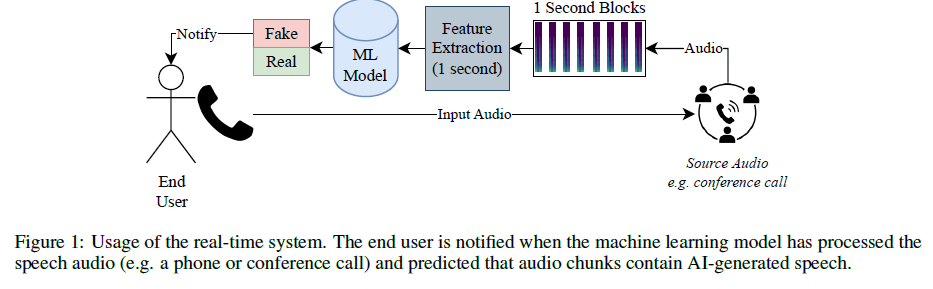 1 Second Blocks
Notify
Fake
Real
ML
Model
Feature
Extraction
(1 second)
Audio
Input Audio
Source Audio
e.g. conference call
End
User
Figure 1: Usage of the real-time system. The end user is notified when the machine learning model has processed the
speech audio (e.g. a phone or conference call) and predicted that audio chunks contain AI-generated speech.